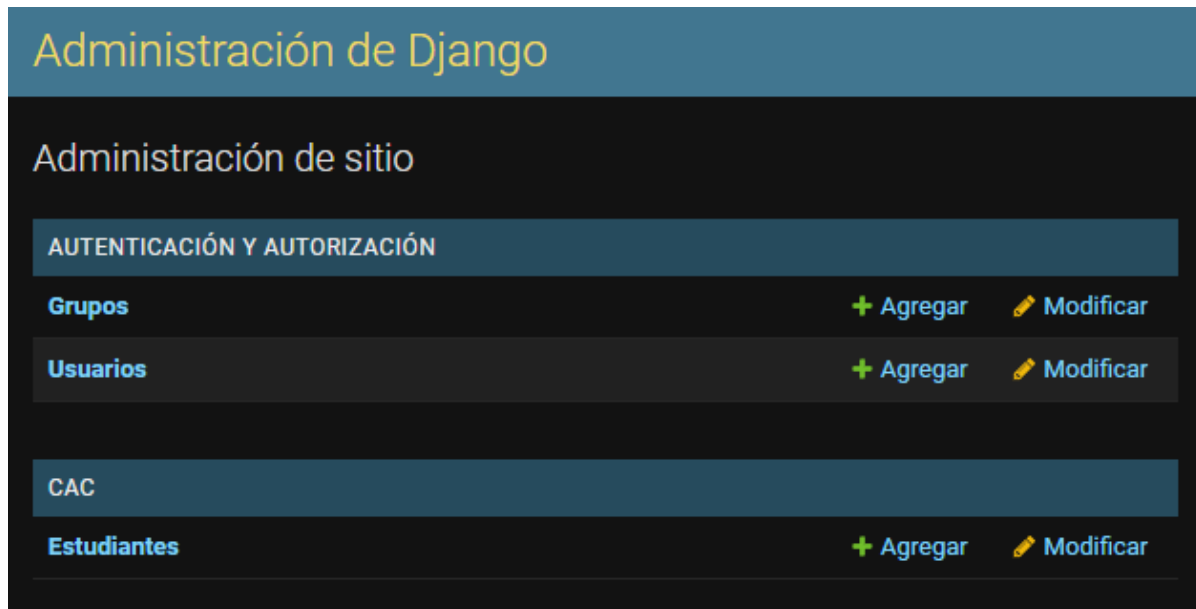 Administración de Django
Administración de sitio
AUTENTICACIÓN Y AUTORIZACIÓN
Grupos Agregar Modificar
Usuarios Agregar Modificar
CAC
Estudiantes Agregar Modificar